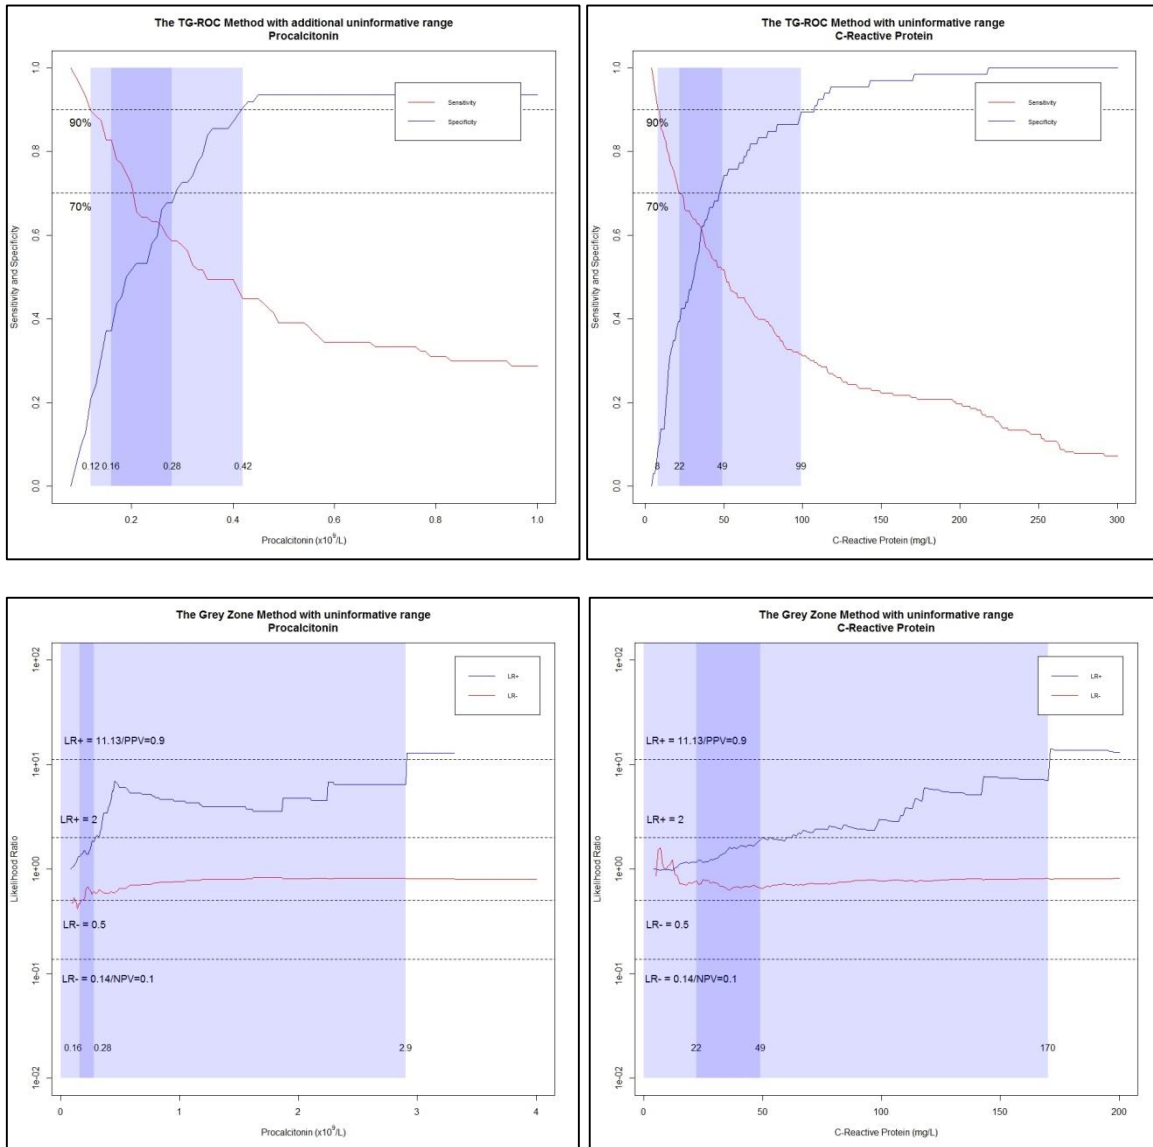 The TG-ROC Method with additional uninformative range
Procalcitonin
Sensitivity and Specificity
0.0
0.2
0.4
0.6
0.8
1.0
90%
70%
Sensitivity
Specificity
0.12
0.16
0.28
0.42
0.2
0.4
0.6
0.8
1.0
Procalcitonin (x10⁹/L)
The TG-ROC Method with uninformative range
C-Reactive Protein
Sensitivity and Specificity
0.0
0.2
0.4
0.6
0.8
1.0
90%
70%
Sensitivity
Specificity
8
22
49
99
0
50
100
150
200
250
300
C-Reactive Protein (mg/L)
The Grey Zone Method with uninformative range
Procalcitonin
Likelihood Ratio
1e-02
1e-01
1e+00
1e+01
1e+02
LR+
LR-
LR+ = 11.13/PPV=0.9
LR+ = 2
LR- = 0.5
LR- = 0.14/NPV=0.1
0.16
0.28
2.9
0
1
2
3
4
Procalcitonin (x10⁹/L)
The Grey Zone Method with uninformative range
C-Reactive Protein
Likelihood Ratio
1e-02
1e-01
1e+00
1e+01
1e+02
LR+
LR-
LR+ = 11.13/PPV=0.9
LR+ = 2
LR- = 0.5
LR- = 0.14/NPV=0.1
22
49
170
0
50
100
150
200
C-Reactive Protein (mg/L)